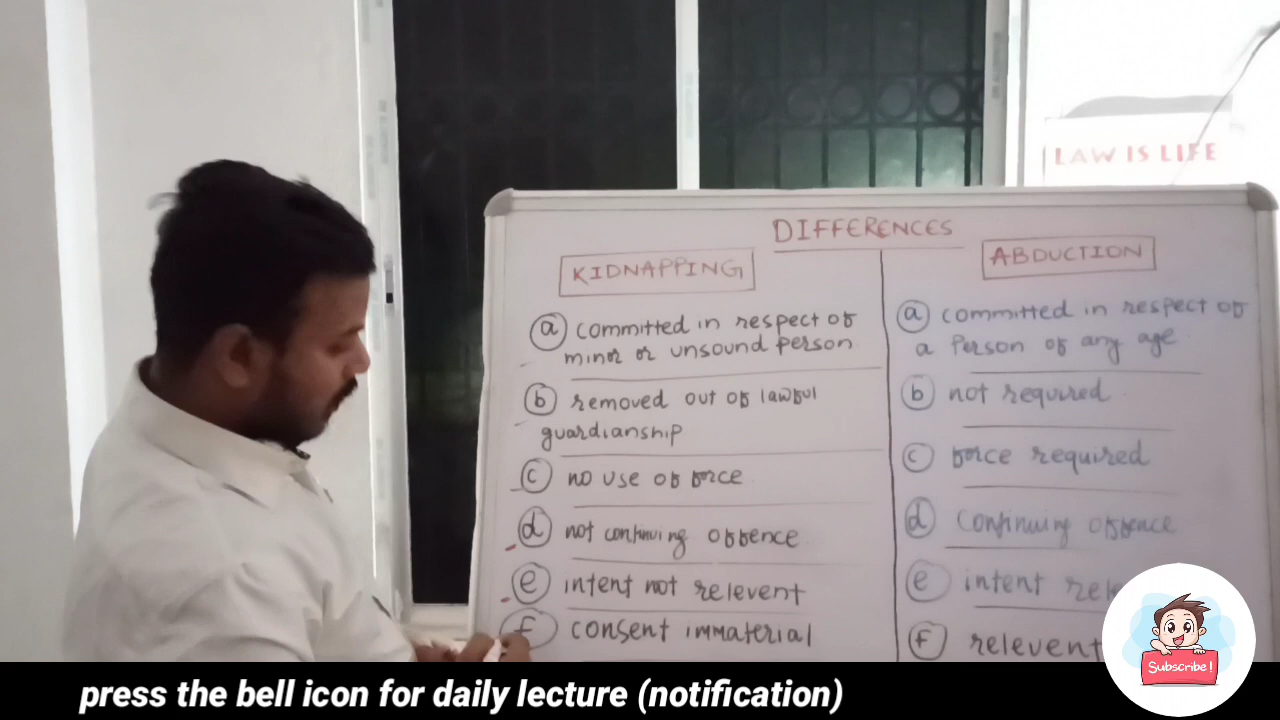 LAW IS LIFE
DIFFERENCES
KIDNAPPING
(a) committed in respect of
minor or unsound person
(b) removed out of lawful
guardianship
(c) no use of force
(d) not continuing offence
(e) intent not relevent
(f) consent immaterial
ABDUCTION
(a) committed in respect of
a Person of any age
(b) not required
(c) force required
(d) Continuing offence
(e) intent
(f) relevent
Subscribe!
press the bell icon for daily lecture (notification)